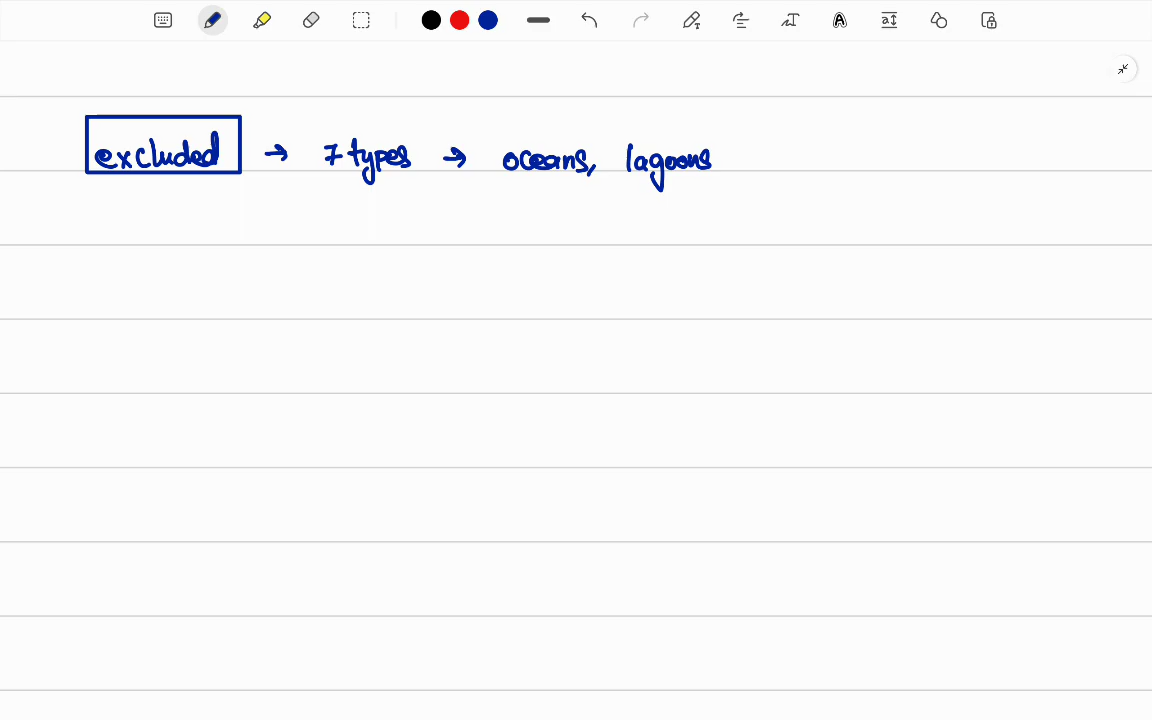 excluded → 7 types → oceans, lagoons